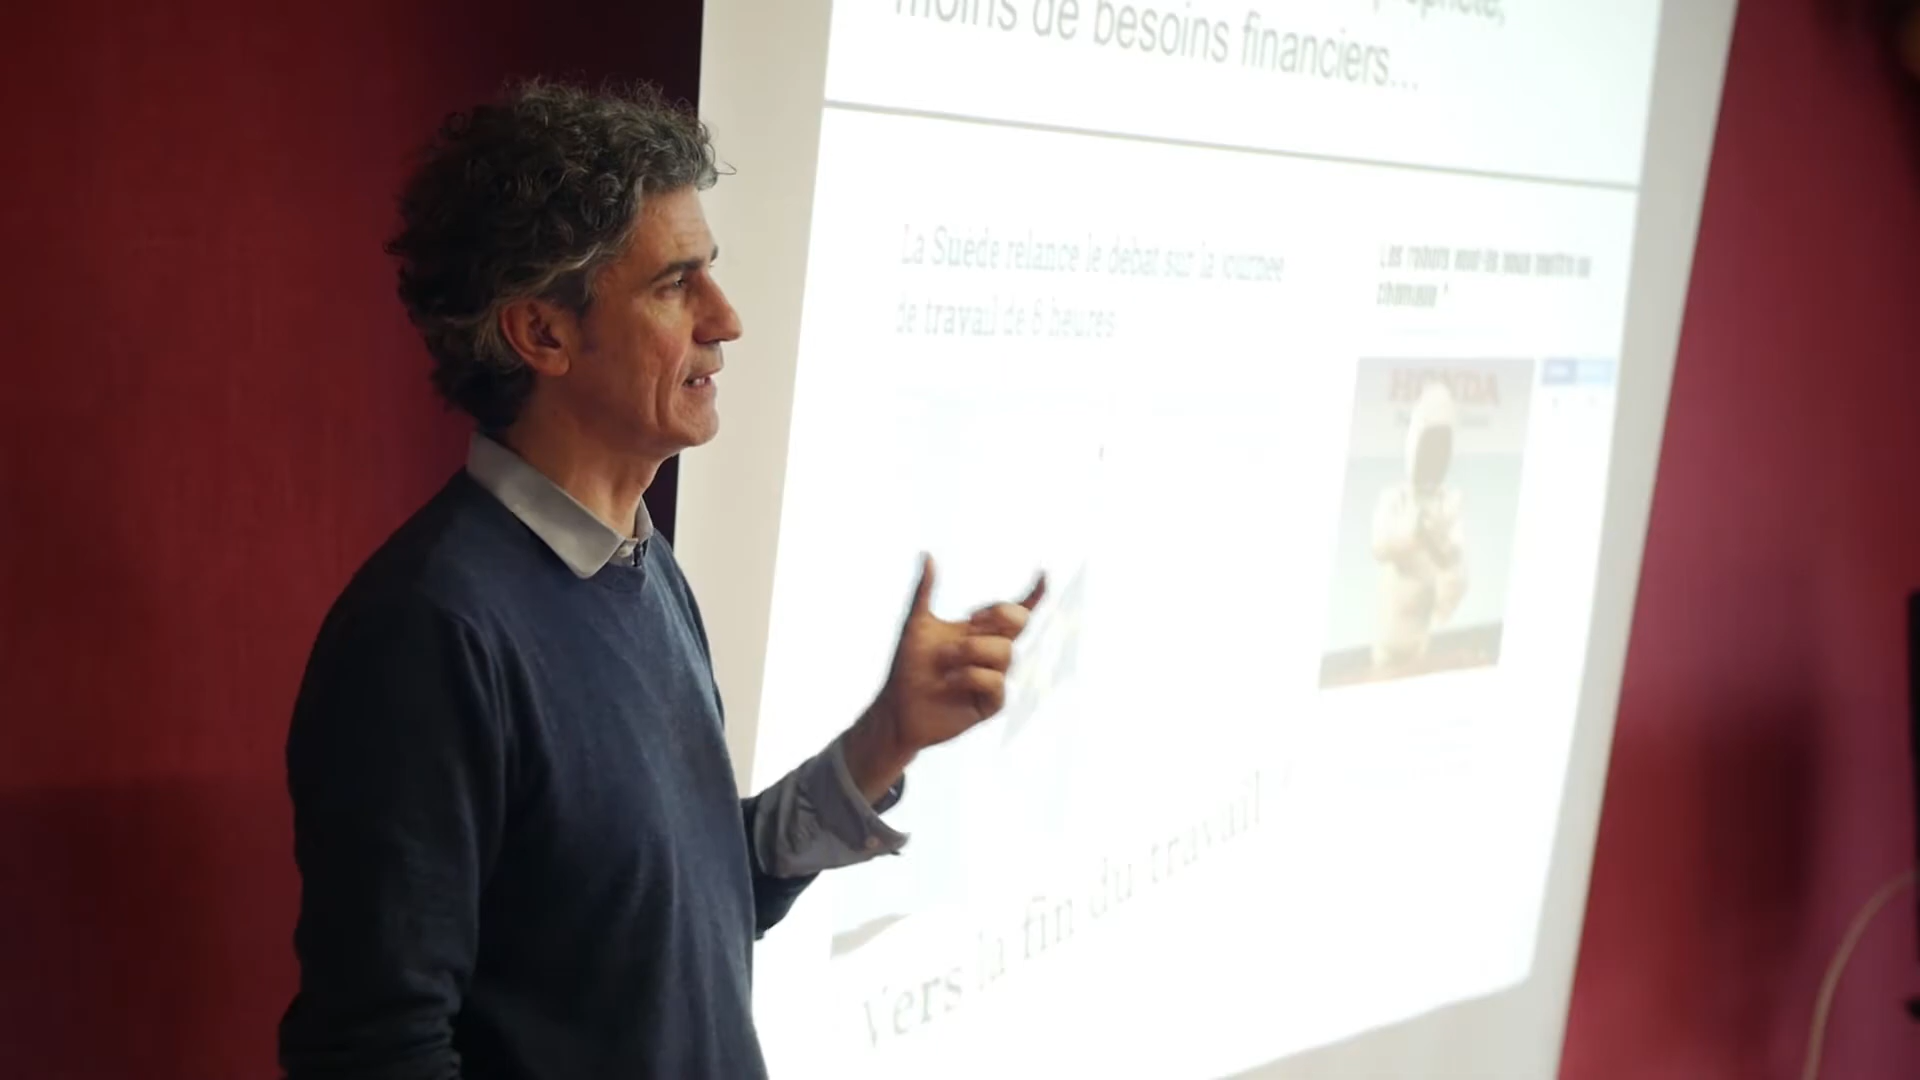 moins de besoins financiers...
La Suède relance le débat sur la journée
de travail de 6 heures
Les robots vont-ils nous mettre au
chômage ?
HONDA
Vers la fin du travail ?